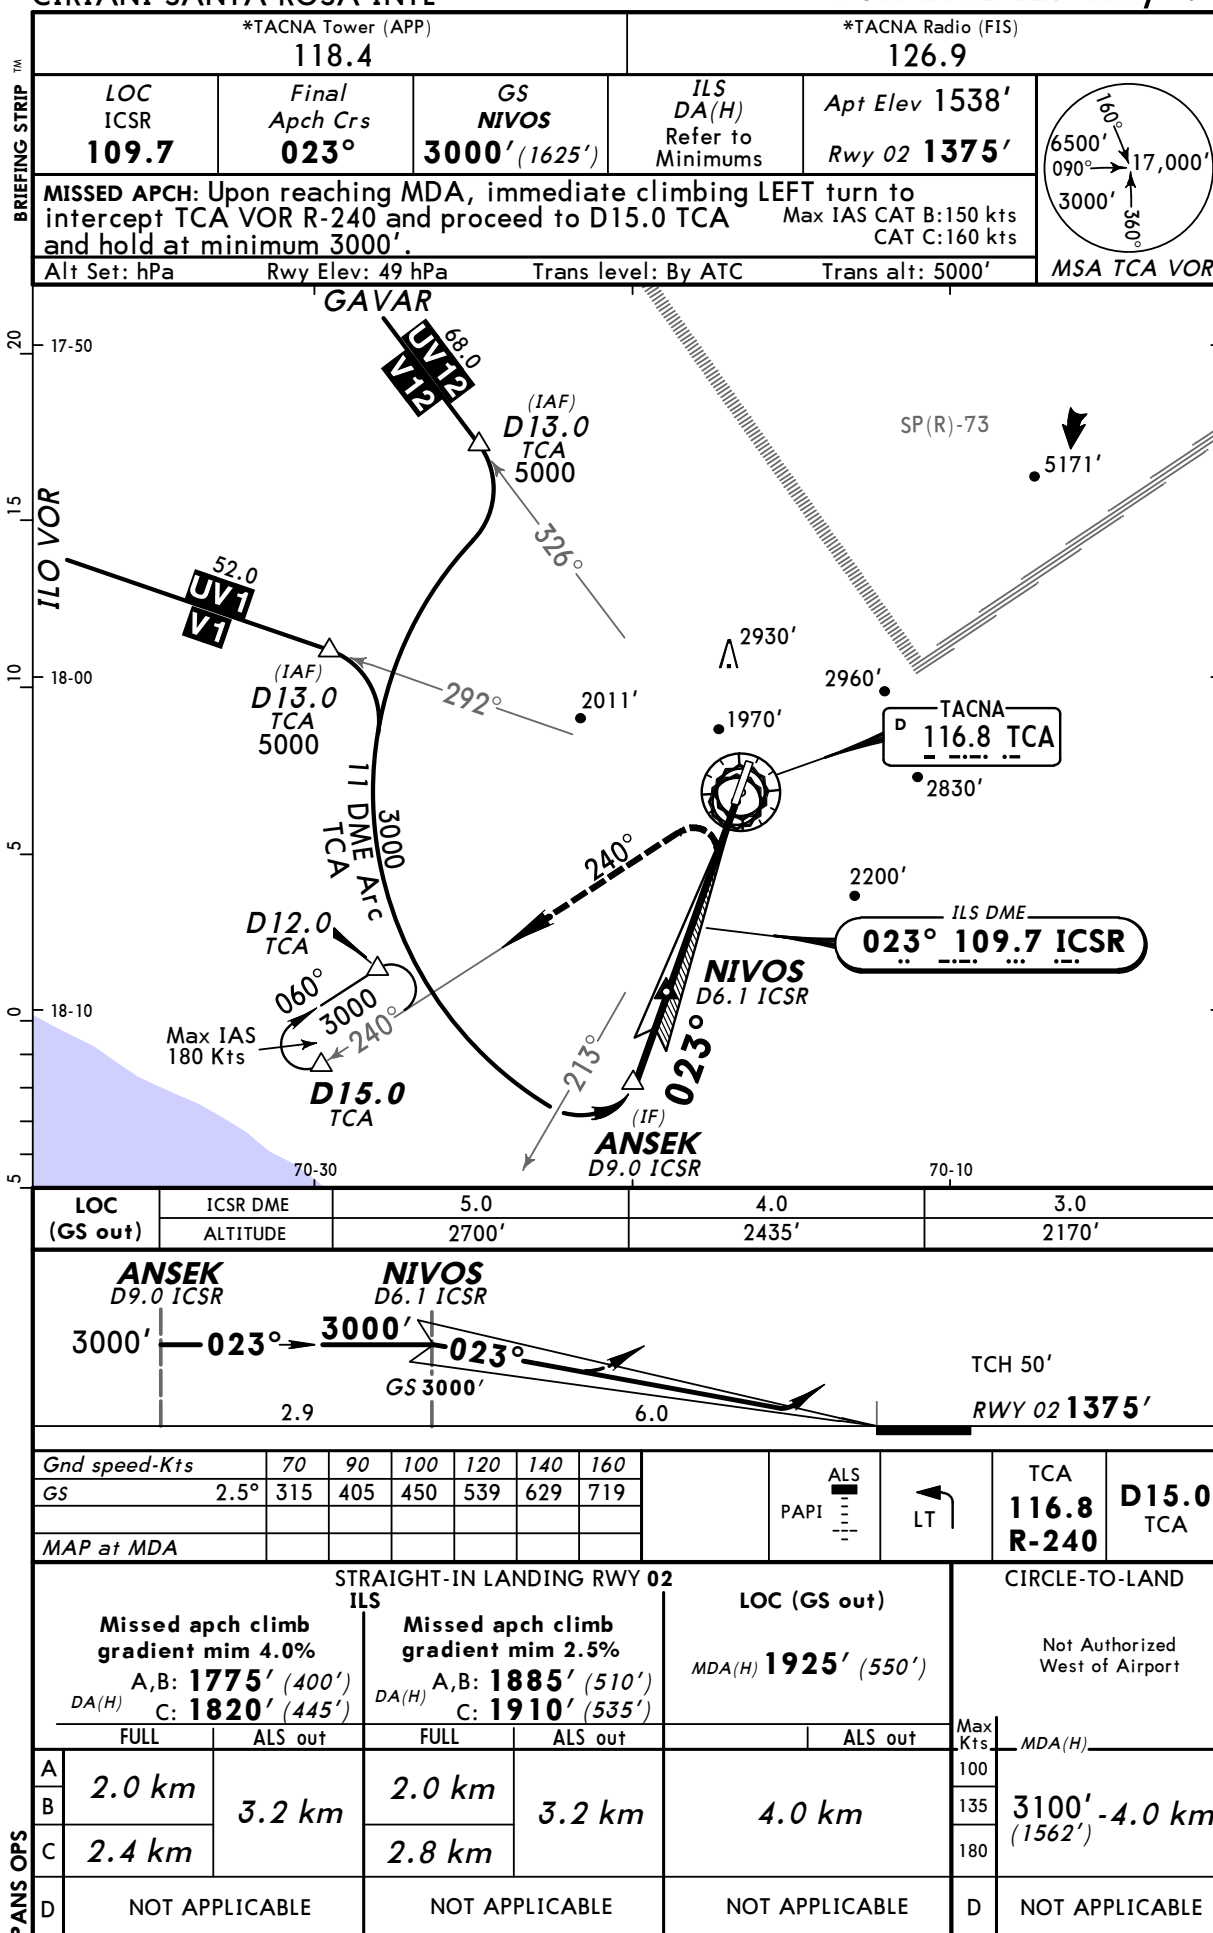 CIRIANI SANTA ROSA INTL
BRIEFING STRIP TM
*TACNA Tower (APP)
118.4
*TACNA Radio (FIS)
126.9
LOC
ICSR
109.7
Final
Apch Crs
023°
GS
NIVOS
3000' (1625')
ILS
DA(H)
Refer to
Minimums
Apt Elev 1538'
Rwy 02 1375'
160°
6500'
090°
17,000'
3000'
360°
MSA TCA VOR
MISSED APCH: Upon reaching MDA, immediate climbing LEFT turn to
intercept TCA VOR R-240 and proceed to D15.0 TCA
and hold at minimum 3000'.
Max IAS CAT B:150 kts
CAT C:160 kts
Alt Set: hPa Rwy Elev: 49 hPa Trans level: By ATC Trans alt: 5000'
GAVAR
UV12
V12
68.0
20
17-50
(IAF)
D13.0
TCA
5000
SP(R)-73
5171'
326°
15
ILO VOR
52.0
UV1
V1
2930'
10
18-00
(IAF)
D13.0
TCA
5000
292°
2011'
2960'
1970'
TACNA
D 116.8 TCA
2830'
11 DME Arc
TCA
3000
5
240°
2200'
D12.0
TCA
ILS DME
023° 109.7 ICSR
NIVOS
D6.1 ICSR
060°
3000
240°
0
18-10
Max IAS
180 Kts
D15.0
TCA
213°
023°
(IF)
ANSEK
D9.0 ICSR
5
70-30
70-10
LOC
(GS out)
ICSR DME 5.0 4.0 3.0
ALTITUDE 2700' 2435' 2170'
ANSEK
D9.0 ICSR
NIVOS
D6.1 ICSR
3000' 023° 3000'
023°
GS 3000'
TCH 50'
2.9
6.0
RWY 02 1375'
Gnd speed-Kts 70 90 100 120 140 160
GS 2.5° 315 405 450 539 629 719
MAP at MDA
ALS
PAPI
LT
TCA
116.8
R-240
D15.0
TCA
STRAIGHT-IN LANDING RWY 02
ILS
Missed apch climb
gradient mim 4.0%
A,B: 1775' (400')
DA(H)
C: 1820' (445')
Missed apch climb
gradient mim 2.5%
A,B: 1885' (510')
DA(H)
C: 1910' (535')
LOC (GS out)
MDA(H) 1925' (550')
CIRCLE-TO-LAND
Not Authorized
West of Airport
FULL ALS out FULL ALS out ALS out
Max
Kts
MDA(H)
A
B
C
D
2.0 km
2.4 km
3.2 km
2.0 km
2.8 km
3.2 km
4.0 km
100
135
180
3100' -4.0 km
(1562')
NOT APPLICABLE
NOT APPLICABLE
NOT APPLICABLE
D
NOT APPLICABLE
PANS OPS